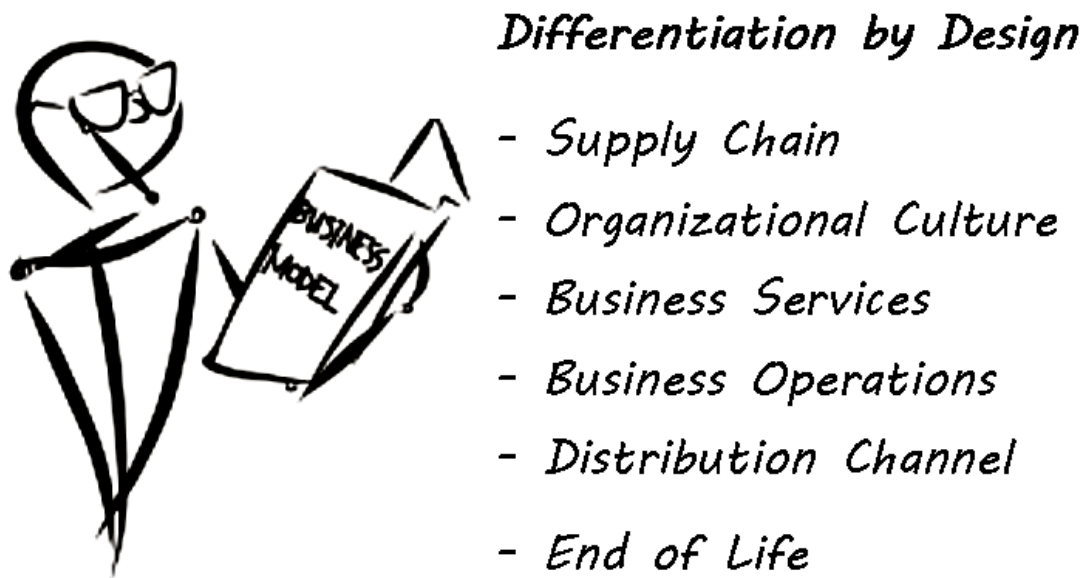 BUSINESS
MODEL
Differentiation by Design
- Supply Chain
- Organizational Culture
- Business Services
- Business Operations
- Distribution Channel
- End of Life